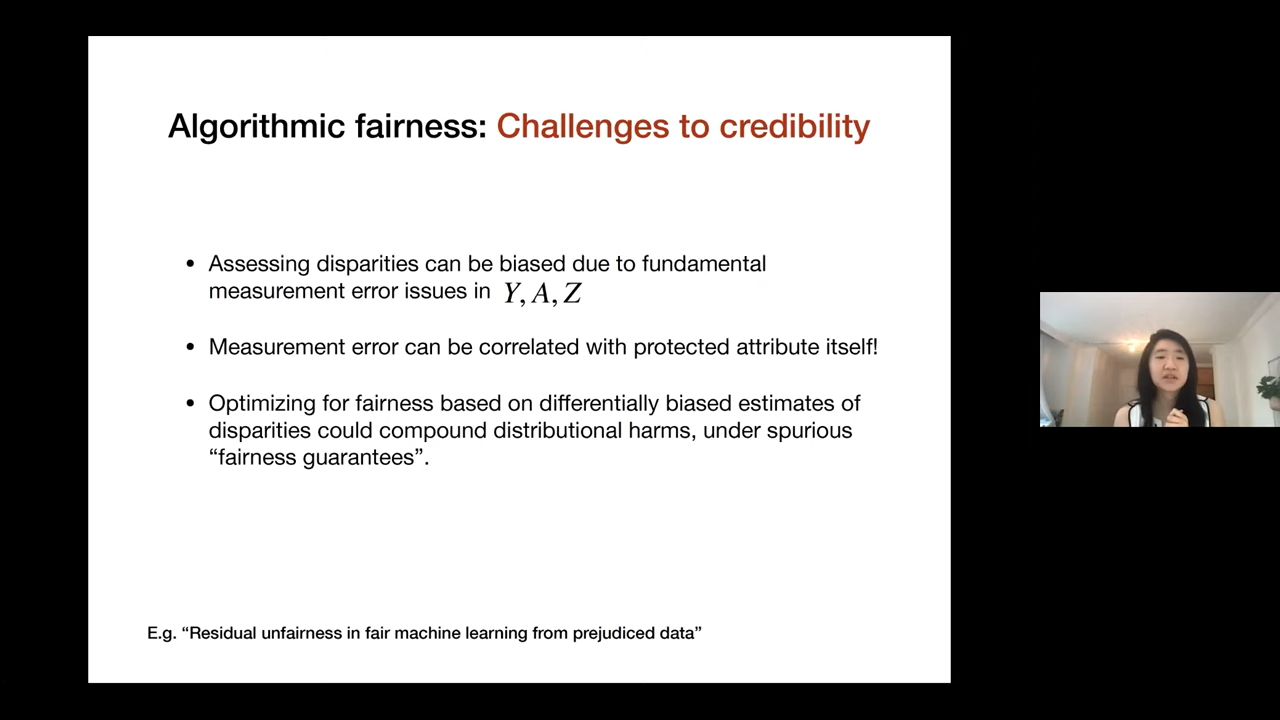 Algorithmic fairness: Challenges to credibility
• Assessing disparities can be biased due to fundamental
measurement error issues in Y, A, Z
• Measurement error can be correlated with protected attribute itself!
• Optimizing for fairness based on differentially biased estimates of
disparities could compound distributional harms, under spurious
“fairness guarantees”.
E.g. “Residual unfairness in fair machine learning from prejudiced data”